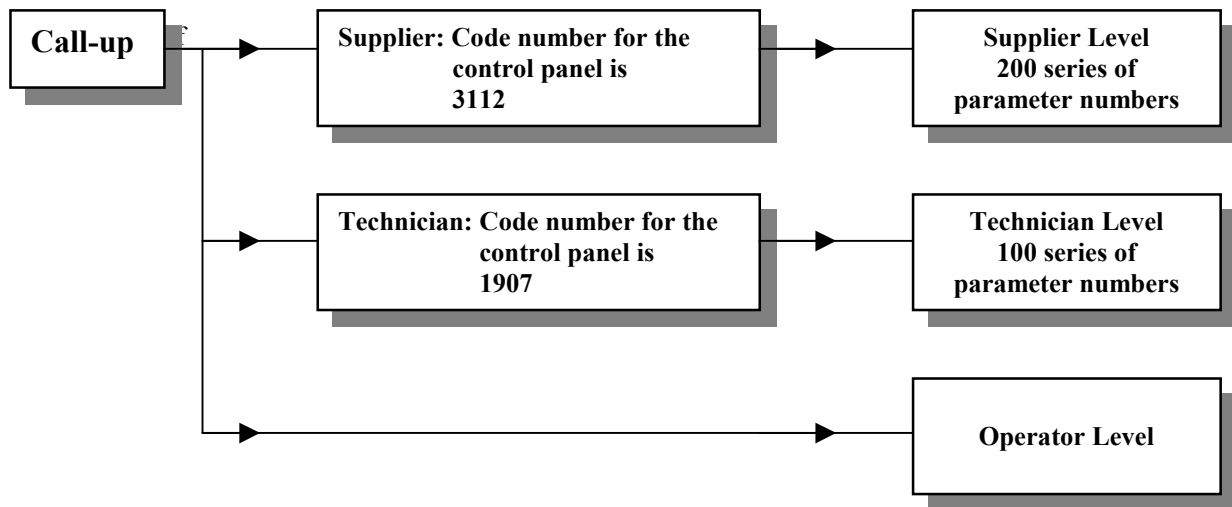 Call-up
Supplier: Code number for the
control panel is
3112
Supplier Level
200 series of
parameter numbers
Technician: Code number for the
control panel is
1907
Technician Level
100 series of
parameter numbers
Operator Level